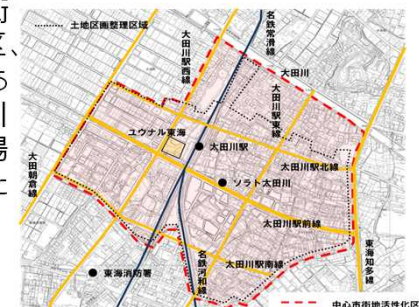 土地区画整理区域
名鉄常滑線
大田川駅西線
大田川
大田川駅東線
ユウナル東海
太田川駅
太田川駅北線
大田朝倉線
ソラト太田川
太田川駅前線
東海知多線
名鉄河和線
太田川駅南線
東海消防署
中心市街地活性化区